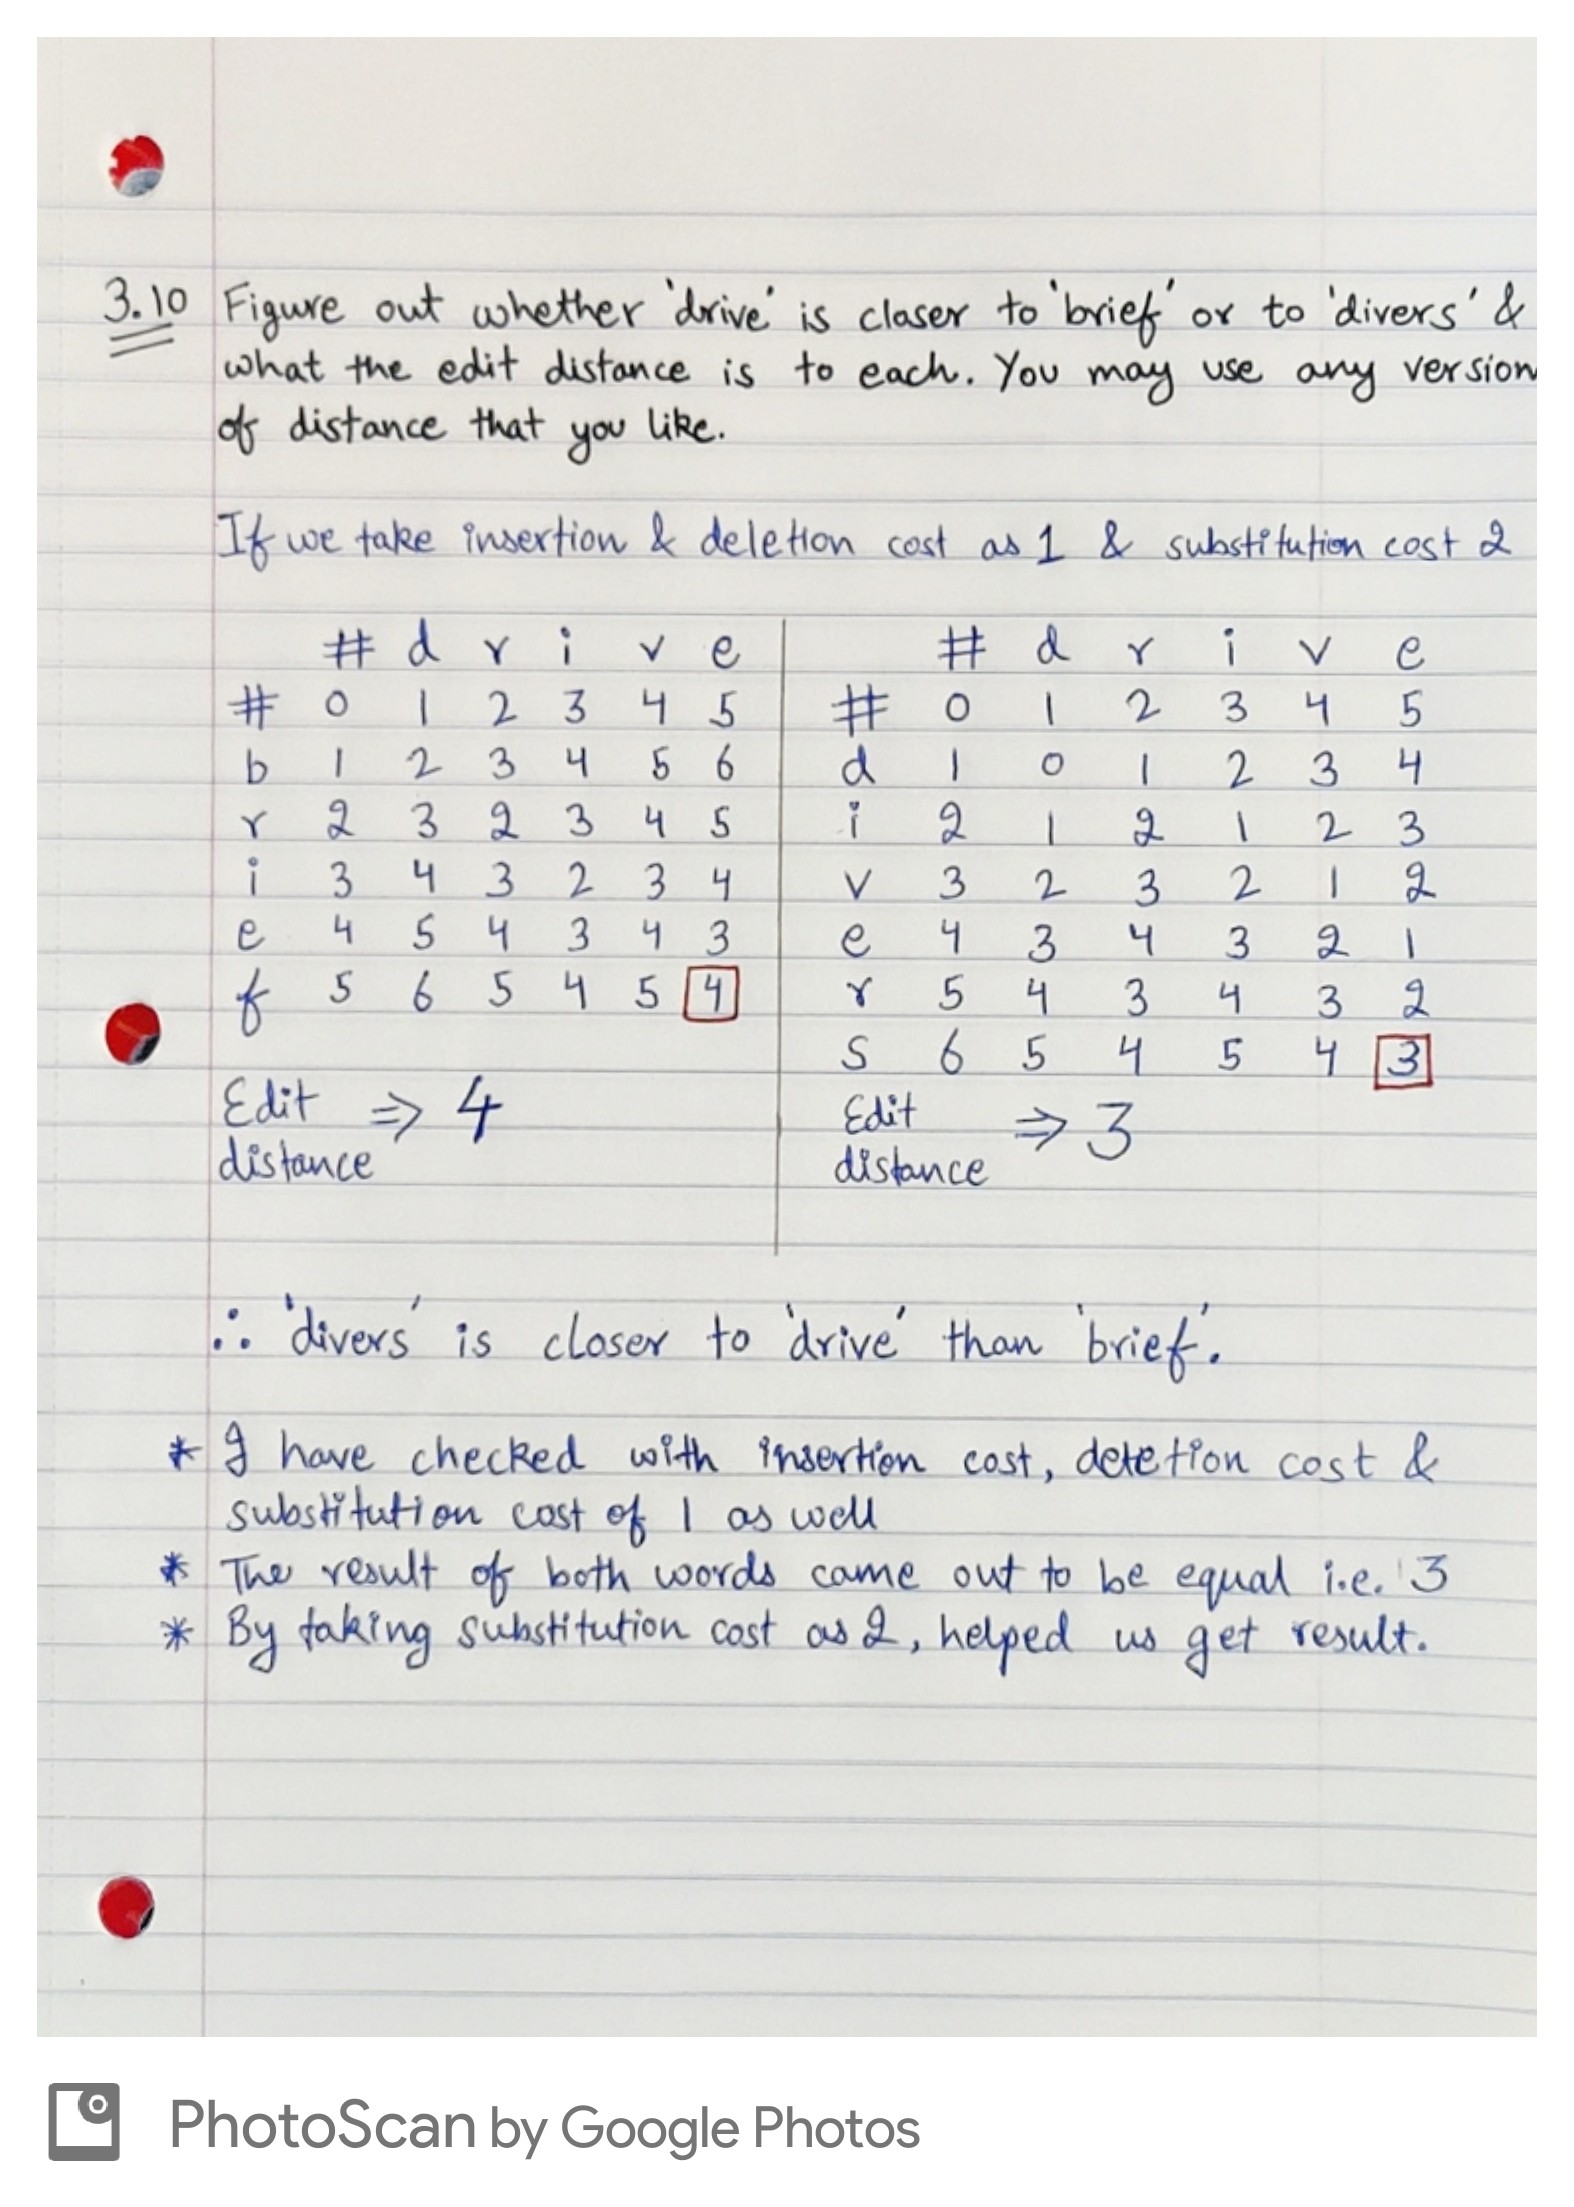 3.10 Figure out whether 'drive' is closer to 'brief' or to 'divers' &
what the edit distance is to each. You may use any version
of distance that you like.
If we take insertion & deletion cost as 1 & substitution cost 2
# d r i v e
# 0 1 2 3 4 5
b 1 2 3 4 5 6
r 2 3 2 3 4 5
i 3 4 3 2 3 4
e 4 5 4 3 4 3
f 5 6 5 4 5 4
Edit distance ⇒ 4
# d r i v e
# 0 1 2 3 4 5
d 1 0 1 2 3 4
i 2 1 2 1 2 3
v 3 2 3 2 1 2
e 4 3 4 3 2 1
r 5 4 3 4 3 2
s 6 5 4 5 4 3
Edit distance ⇒ 3
∴ 'divers' is closer to 'drive' than 'brief'.
* I have checked with insertion cost, deletion cost &
substitution cost of 1 as well
* The result of both words came out to be equal i.e. 3
* By taking substitution cost as 2, helped us get result.
PhotoScan by Google Photos